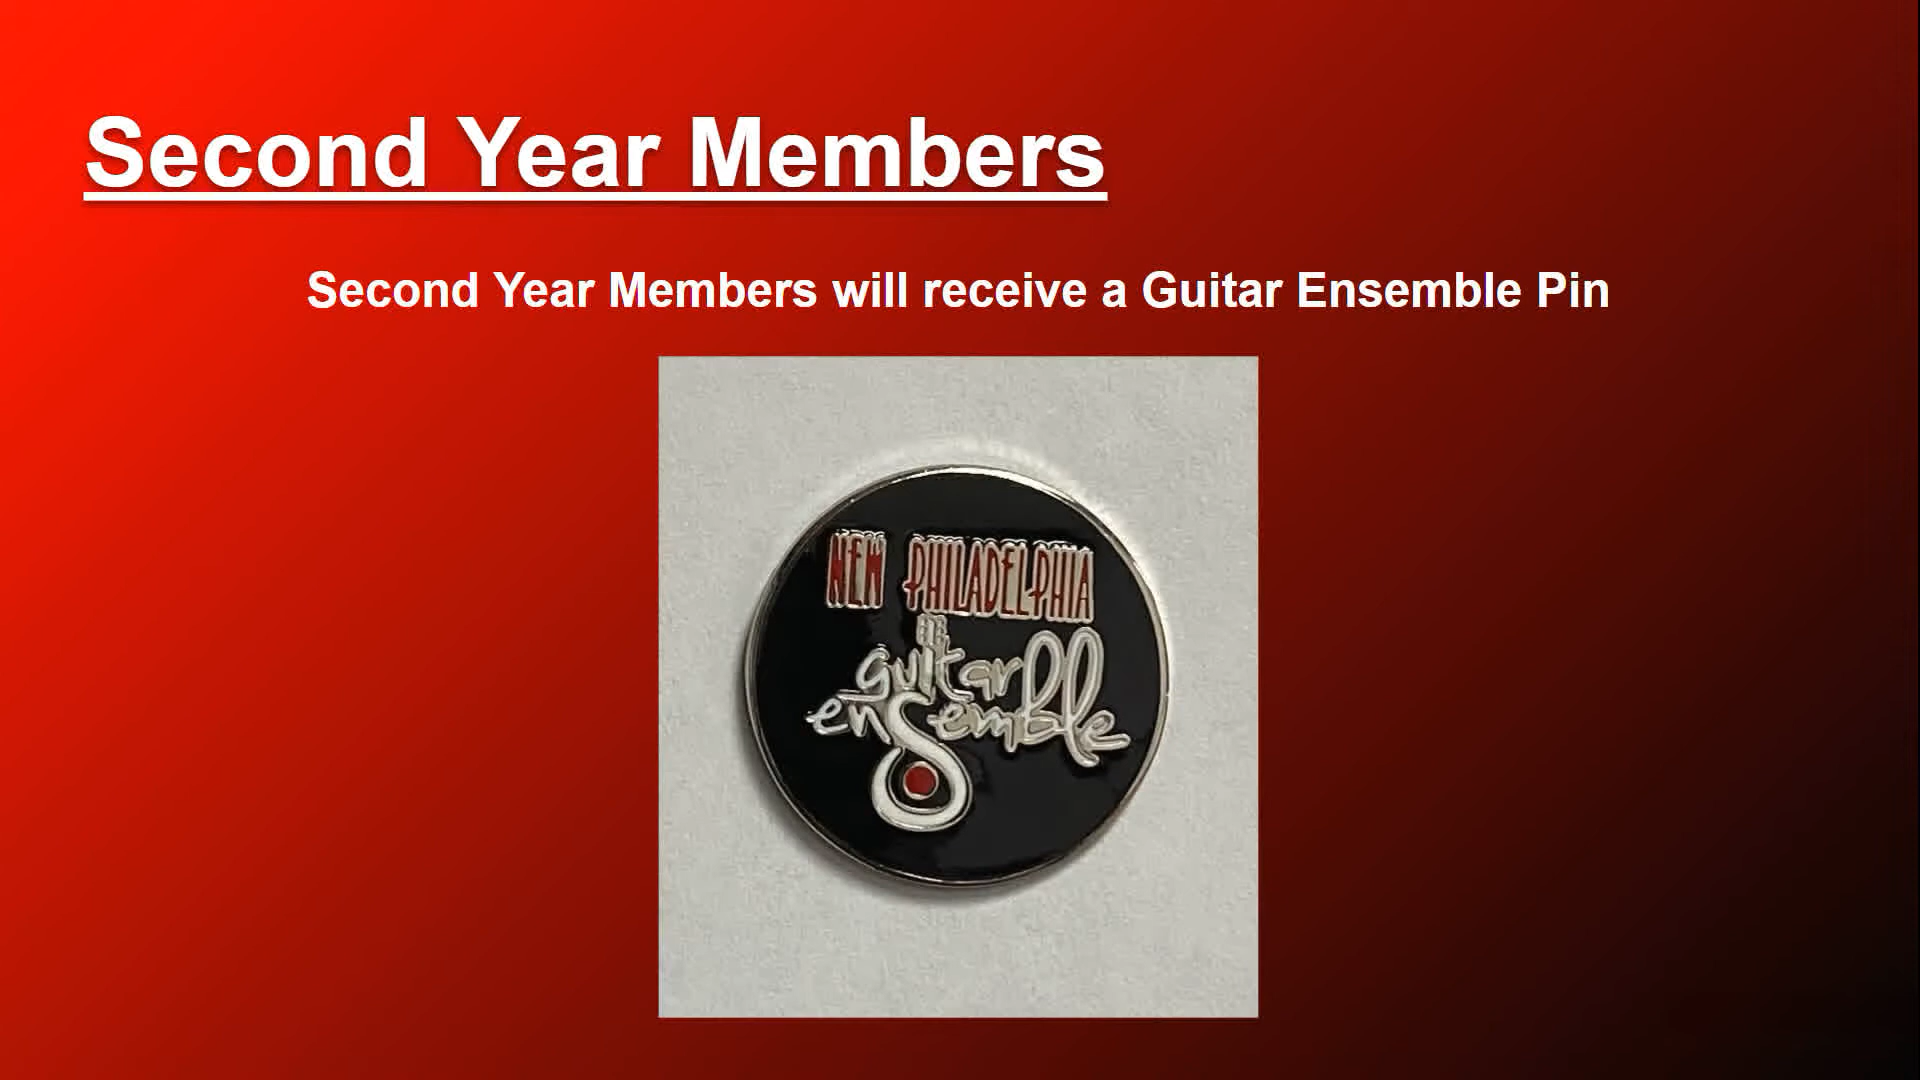 Second Year Members
Second Year Members will receive a Guitar Ensemble Pin
NEW PHILADELPHIA
guitar
enSemble